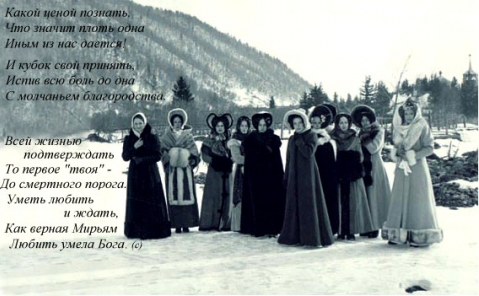 Какой ценой познать,
Что значит плоть одна
Иным из нас дается!
И кубок свой принять,
Испив всю боль до дна
С молчаньем благородства.
Всей жизнью
подтверждать
То первое "твоя" -
До смертного порога.
Уметь любить
и ждать,
Как верная Мирьям
Любить умела Бога. (c)